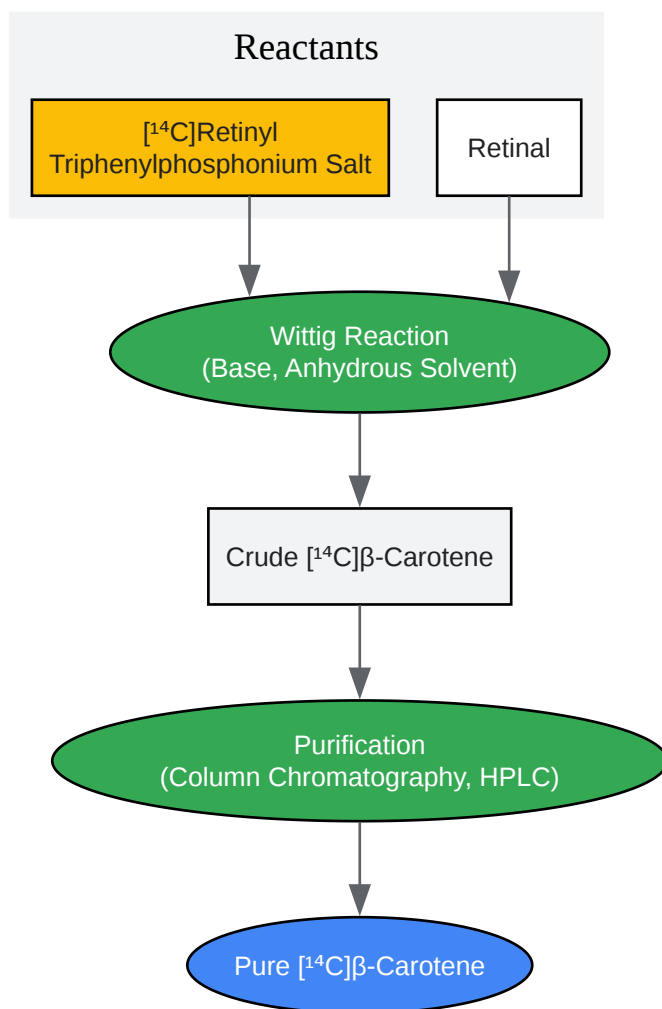 Reactants
[¹⁴C]Retinyl
Triphenylphosphonium Salt
Retinal
Wittig Reaction
(Base, Anhydrous Solvent)
Crude [¹⁴C]β-Carotene
Purification
(Column Chromatography, HPLC)
Pure [¹⁴C]β-Carotene